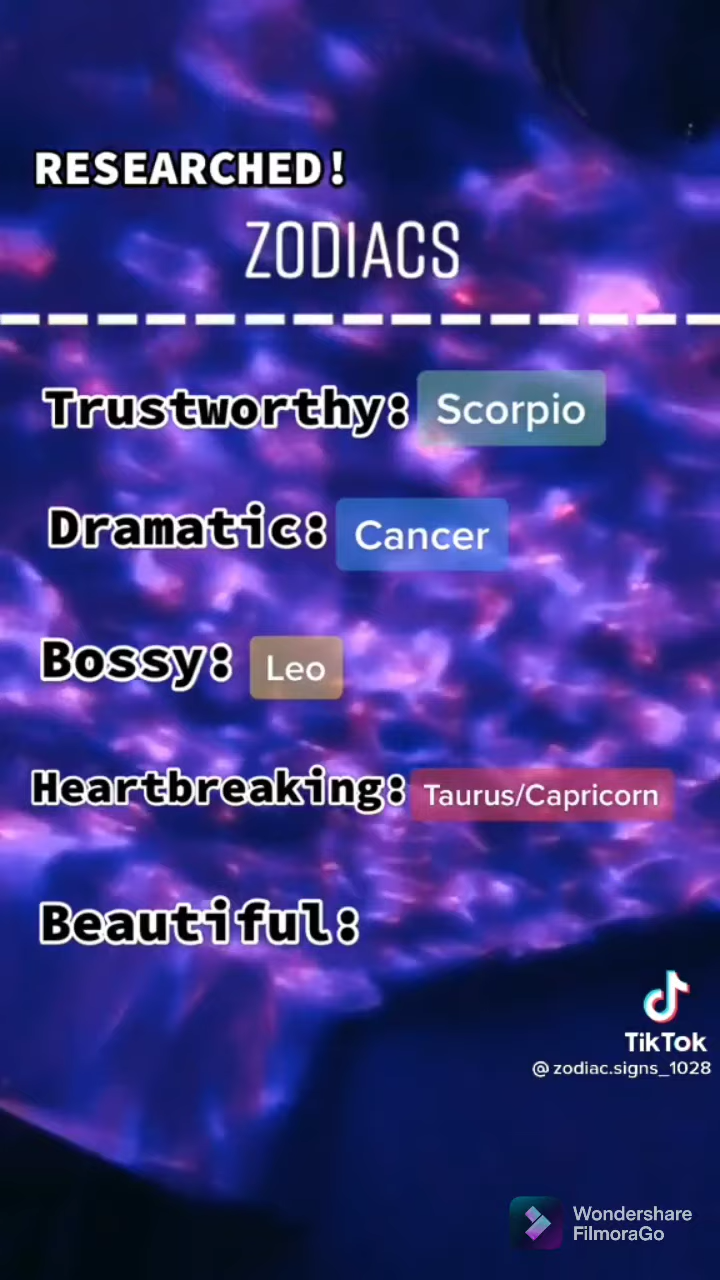 RESEARCHED!
ZODIACS
Trustworthy: Scorpio
Dramatic: Cancer
Bossy: Leo
Heartbreaking: Taurus/Capricorn
Beautiful:
TikTok
@zodiac.signs_1028
Wondershare
FilmoraGo